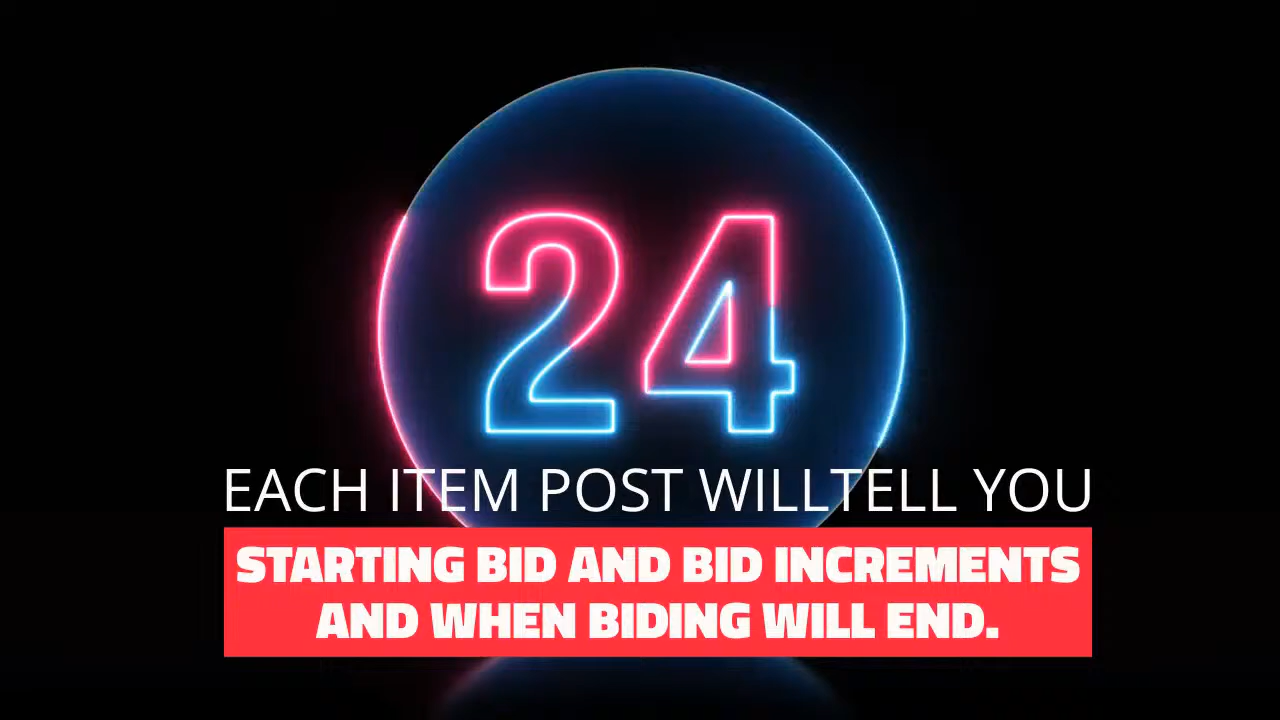 24
EACH ITEM POST WILLTELL YOU
STARTING BID AND BID INCREMENTS
AND WHEN BIDING WILL END.